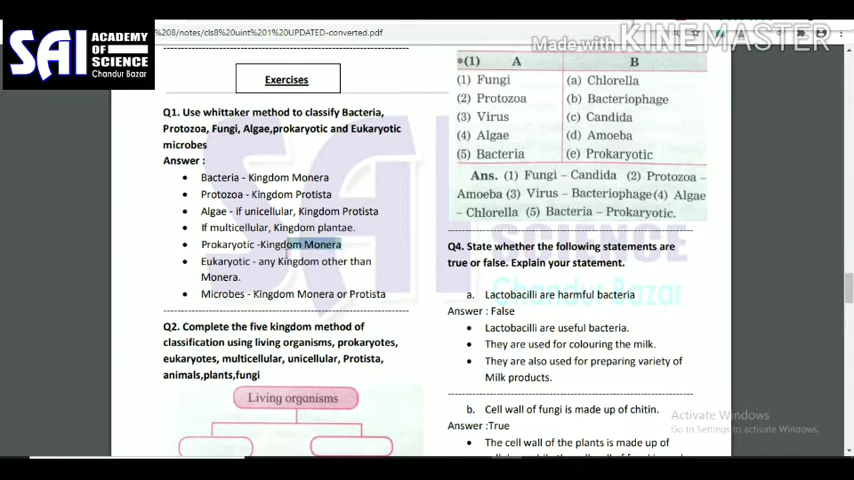 SAI ACADEMY
OF
SCIENCE
Chandur Bazar
%208/notes/cls8%20uint%201%20UPDATED-converted.pdf
Made with KINEMASTER
Exercises
Q1. Use whittaker method to classify Bacteria,
Protozoa, Fungi, Algae,prokaryotic and Eukaryotic
microbes
Answer :
• Bacteria - Kingdom Monera
• Protozoa - Kingdom Protista
• Algae - if unicellular, Kingdom Protista
• If multicellular, Kingdom plantae.
• Prokaryotic -Kingdom Monera
• Eukaryotic - any Kingdom other than
Monera.
• Microbes - Kingdom Monera or Protista
Q2. Complete the five kingdom method of
classification using living organisms, prokaryotes,
eukaryotes, multicellular, unicellular, Protista,
animals,plants,fungi
Living organisms
*(1) A B
(1) Fungi (a) Chlorella
(2) Protozoa (b) Bacteriophage
(3) Virus (c) Candida
(4) Algae (d) Amoeba
(5) Bacteria (e) Prokaryotic
Ans. (1) Fungi – Candida (2) Protozoa –
Amoeba (3) Virus – Bacteriophage(4) Algae
– Chlorella (5) Bacteria – Prokaryotic.
Q4. State whether the following statements are
true or false. Explain your statement.
a. Lactobacilli are harmful bacteria
Answer : False
• Lactobacilli are useful bacteria.
• They are used for colouring the milk.
• They are also used for preparing variety of
Milk products.
b. Cell wall of fungi is made up of chitin.
Answer :True
• The cell wall of the plants is made up of
SAI
Chandur Bazar
Activate Windows
Go to Settings to activate Windows.